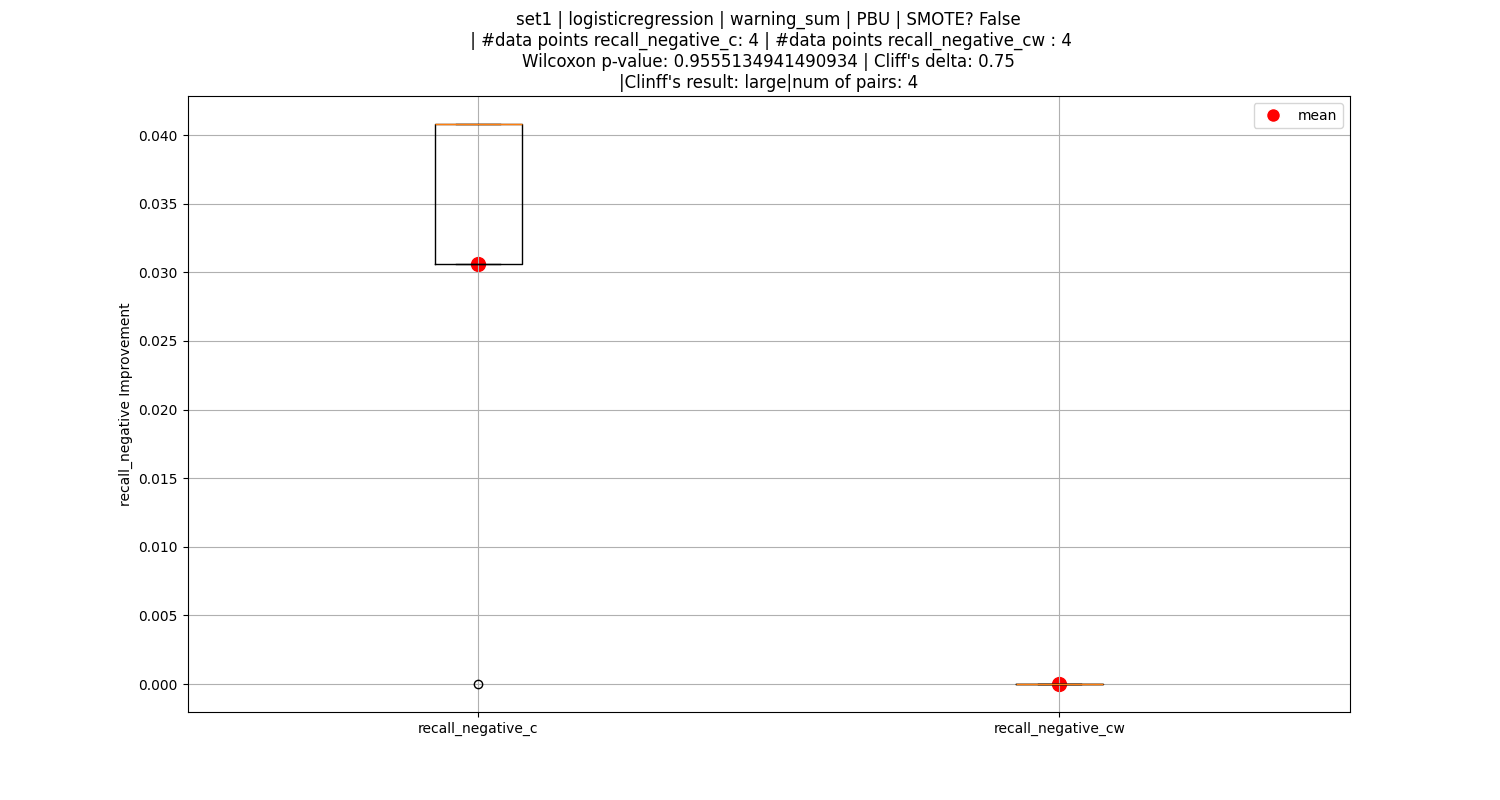 set1 | logisticregression | warning_sum | PBU | SMOTE? False
| #data points recall_negative_c: 4 | #data points recall_negative_cw : 4
Wilcoxon p-value: 0.9555134941490934 | Cliff's delta: 0.75
|Clinff's result: large|num of pairs: 4
mean
recall_negative Improvement
0.040
0.035
0.030
0.025
0.020
0.015
0.010
0.005
0.000
recall_negative_c
recall_negative_cw